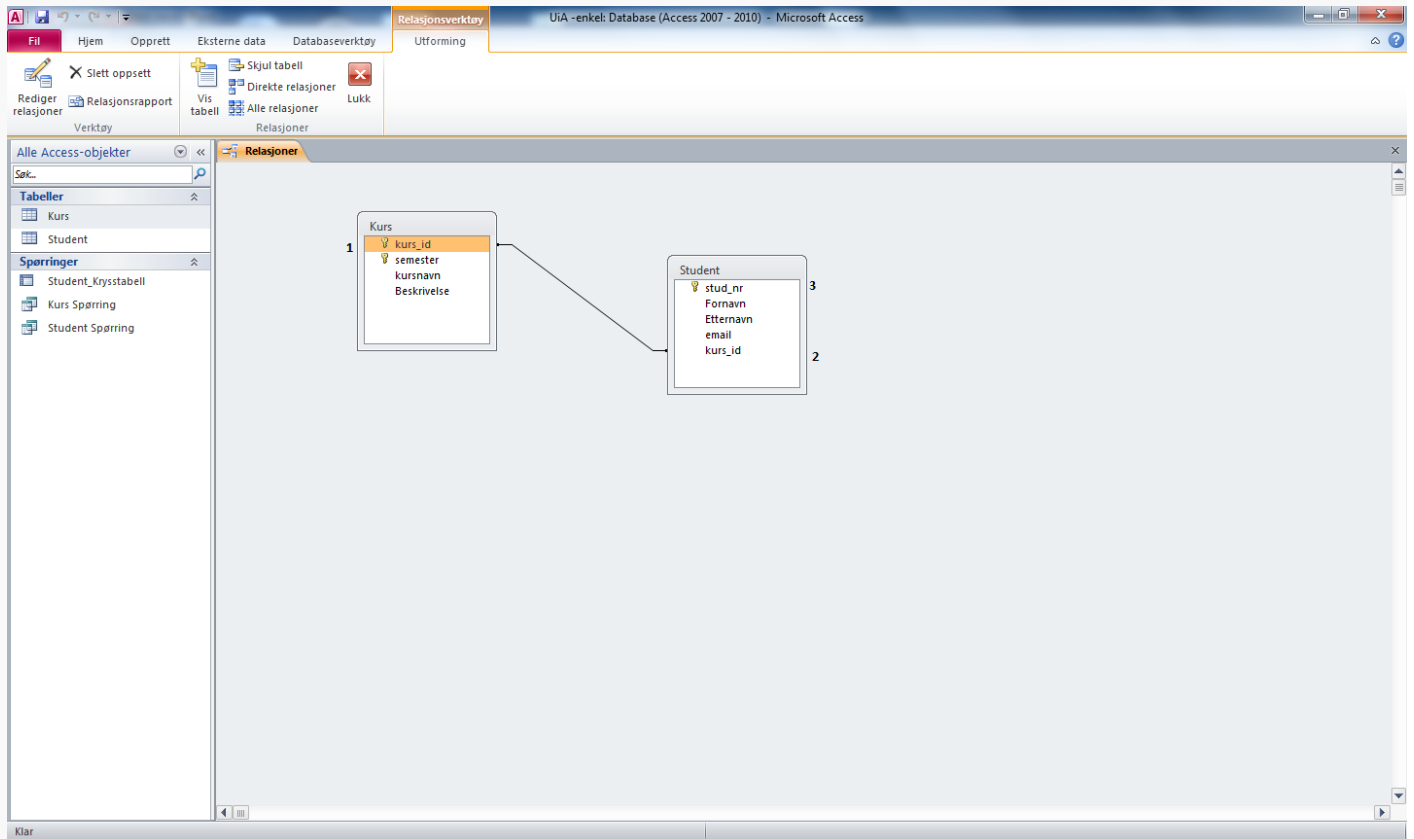 Relasjonsverktøy
UiA -enkel: Database (Access 2007 - 2010) - Microsoft Access
Fil Hjem Opprett Eksterne data Databaseverktøy Utforming
Rediger relasjoner
Slett oppsett
Relasjonsrapport
Verktøy
Vis tabell
Skjul tabell
Direkte relasjoner
Alle relasjoner
Lukk
Relasjoner
Alle Access-objekter
Søk...
Tabeller
Kurs
Student
Spørringer
Student_Krysstabell
Kurs Spørring
Student Spørring
Relasjoner
Kurs
1
kurs_id
semester
kursnavn
Beskrivelse
Student
stud_nr
3
Fornavn
Etternavn
email
kurs_id
2
Klar